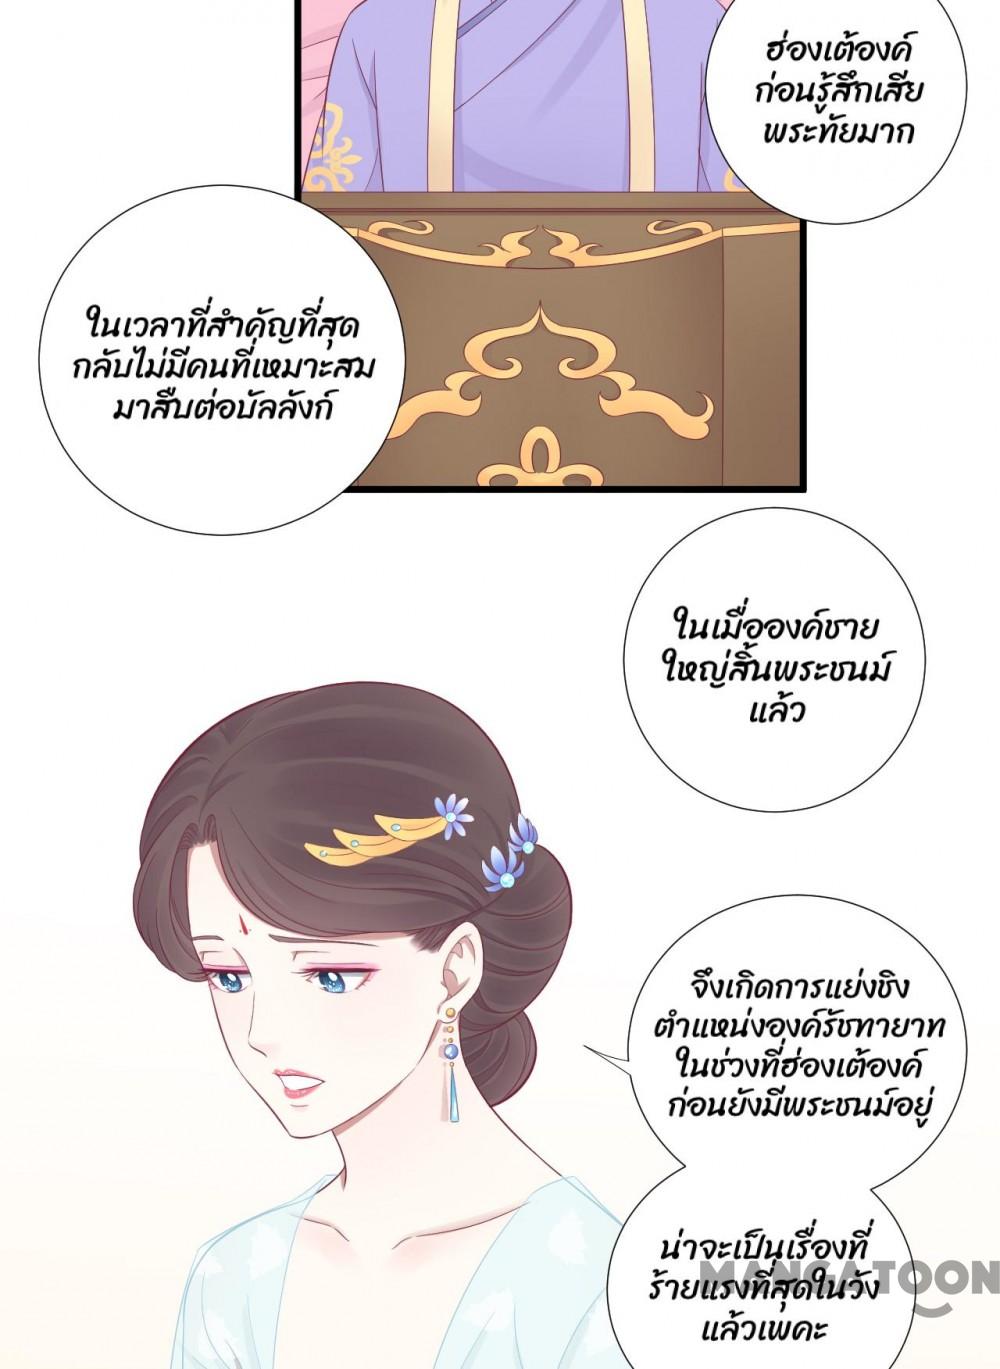 ฮ่องเต้องค์
ก่อนรู้สึกเสีย
พระทัยมาก
ในเวลาที่สำคัญที่สุด
กลับไม่มีคนที่เหมาะสม
มาสืบต่อบัลลังก์
ในเมื่อองค์ชาย
ใหญ่สิ้นพระชนม์
แล้ว
จึงเกิดการแย่งชิง
ตำแหน่งองค์รัชทายาท
ในช่วงที่ฮ่องเต้องค์
ก่อนยังมีพระชนม์อยู่
น่าจะเป็นเรื่องที่
ร้ายแรงที่สุดในวัง
แล้วเพคะ
MANGATOON